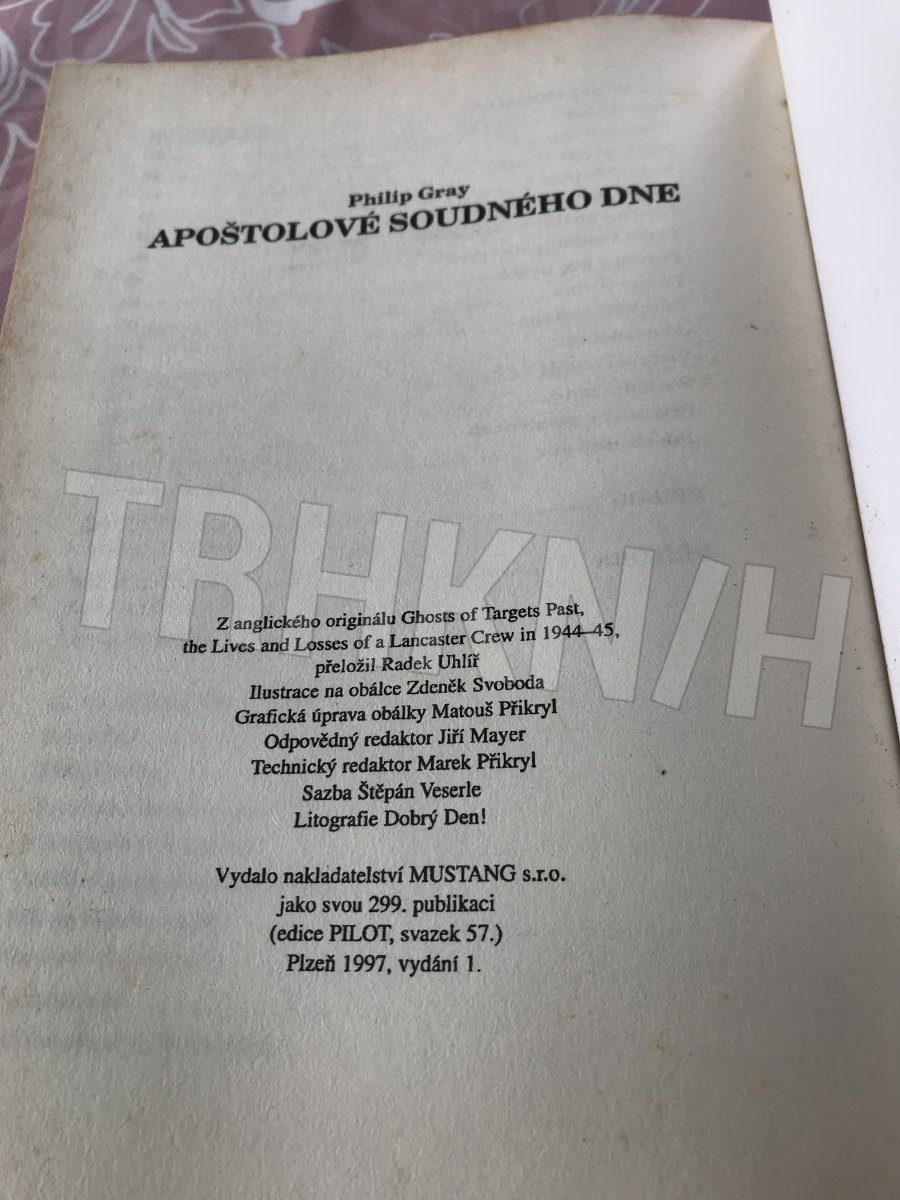 Philip Gray
APOŠTOLOVÉ SOUDNÉHO DNE
TRHKN/H
Z anglického originálu Ghosts of Targets Past,
the Lives and Losses of a Lancaster Crew in 1944–45,
přeložil Radek Uhlíř
Ilustrace na obálce Zdeněk Svoboda
Grafická úprava obálky Matouš Přikryl
Odpovědný redaktor Jiří Mayer
Technický redaktor Marek Přikryl
Sazba Štěpán Veserle
Litografie Dobrý Den!
Vydalo nakladatelství MUSTANG s.r.o.
jako svou 299. publikaci
(edice PILOT, svazek 57.)
Plzeň 1997, vydání 1.